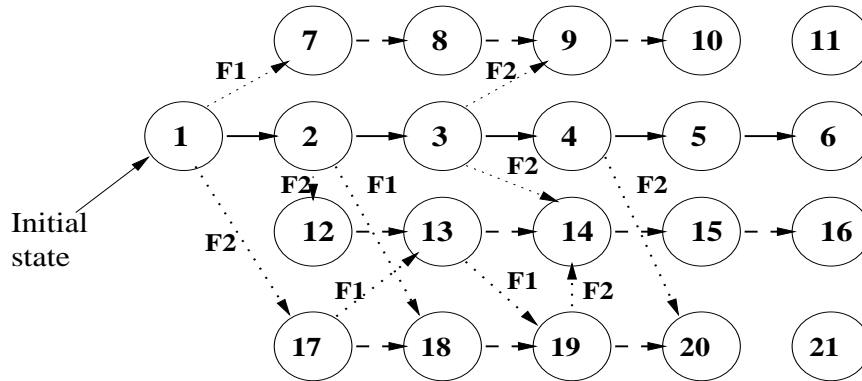 7 8 9 10 11
F1 F2
1 2 3 4 5 6
F2 F1 F2 F2
Initial
state
12 13 14 15 16
F2
F1 F1 F2
17 18 19 20 21